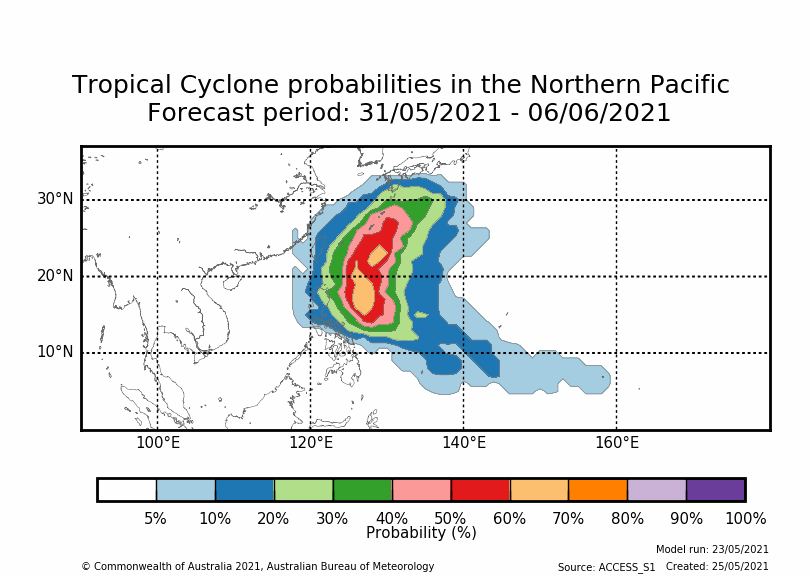 Tropical Cyclone probabilities in the Northern Pacific
Forecast period: 31/05/2021 - 06/06/2021
30°N
20°N
10°N
100°E 120°E 140°E 160°E
5% 10% 20% 30% 40% 50% 60% 70% 80% 90% 100%
Probability (%)
Model run: 23/05/2021
© Commonwealth of Australia 2021, Australian Bureau of Meteorology Source: ACCESS_S1 Created: 25/05/2021